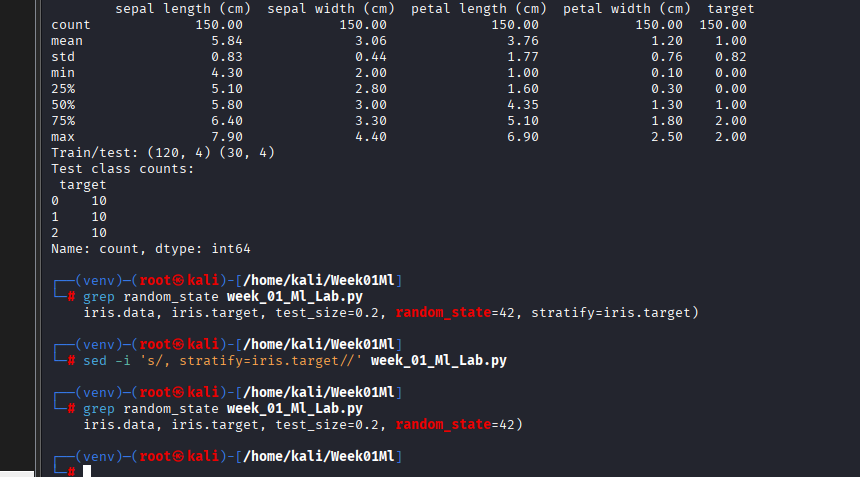 sepal length (cm)  sepal width (cm)  petal length (cm)  petal width (cm)  target
count             150.00            150.00             150.00            150.00  150.00
mean                5.84              3.06               3.76              1.20    1.00
std                 0.83              0.44               1.77              0.76    0.82
min                 4.30              2.00               1.00              0.10    0.00
25%                 5.10              2.80               1.60              0.30    0.00
50%                 5.80              3.00               4.35              1.30    1.00
75%                 6.40              3.30               5.10              1.80    2.00
max                 7.90              4.40               6.90              2.50    2.00
Train/test: (120, 4) (30, 4)
Test class counts:
 target
0    10
1    10
2    10
Name: count, dtype: int64
┌──(venv)─(root㉿kali)-[/home/kali/Week01Ml]
└─# grep random_state week_01_Ml_Lab.py
    iris.data, iris.target, test_size=0.2, random_state=42, stratify=iris.target)
┌──(venv)─(root㉿kali)-[/home/kali/Week01Ml]
└─# sed -i 's/, stratify=iris.target//' week_01_Ml_Lab.py
┌──(venv)─(root㉿kali)-[/home/kali/Week01Ml]
└─# grep random_state week_01_Ml_Lab.py
    iris.data, iris.target, test_size=0.2, random_state=42)
┌──(venv)─(root㉿kali)-[/home/kali/Week01Ml]
└─#